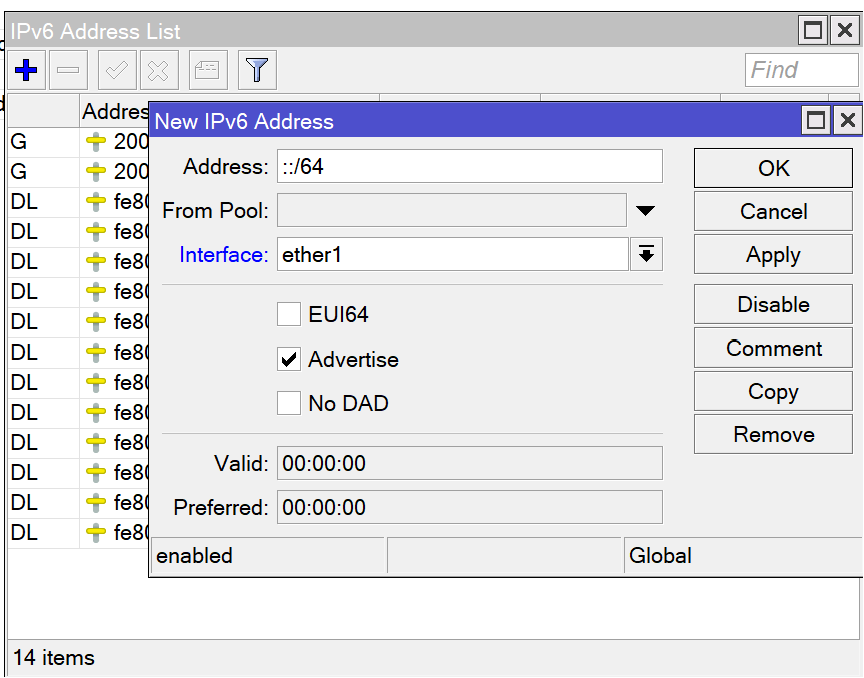 IPv6 Address List
Find
Addres
New IPv6 Address
G 200
G 200
DL fe80
DL fe80
DL fe80
DL fe80
DL fe80
DL fe80
DL fe80
DL fe80
DL fe80
DL fe80
DL fe80
DL fe80
Address: ::/64
From Pool:
Interface: ether1
EUI64
Advertise
No DAD
Valid: 00:00:00
Preferred: 00:00:00
OK
Cancel
Apply
Disable
Comment
Copy
Remove
enabled
Global
14 items